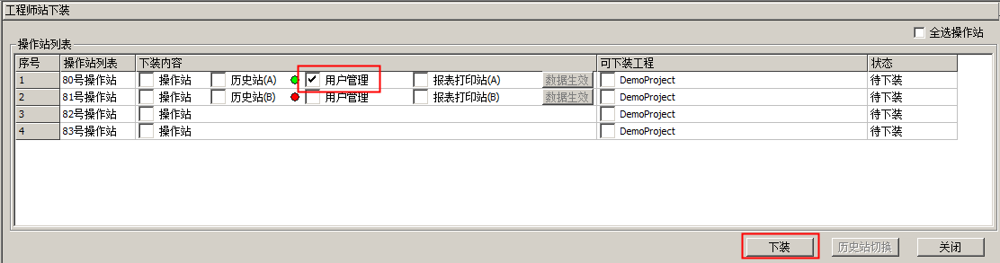 工程师站下装
全选操作站
操作站列表
序号 操作站列表 下装内容 可下装工程 状态
1 80号操作站 操作站 历史站(A) 用户管理 报表打印站(A) 数据生效 DemoProject 待下装
2 81号操作站 操作站 历史站(B) 用户管理 报表打印站(B) 数据生效 DemoProject 待下装
3 82号操作站 操作站 DemoProject 待下装
4 83号操作站 操作站 DemoProject 待下装
下装 历史站切换 关闭